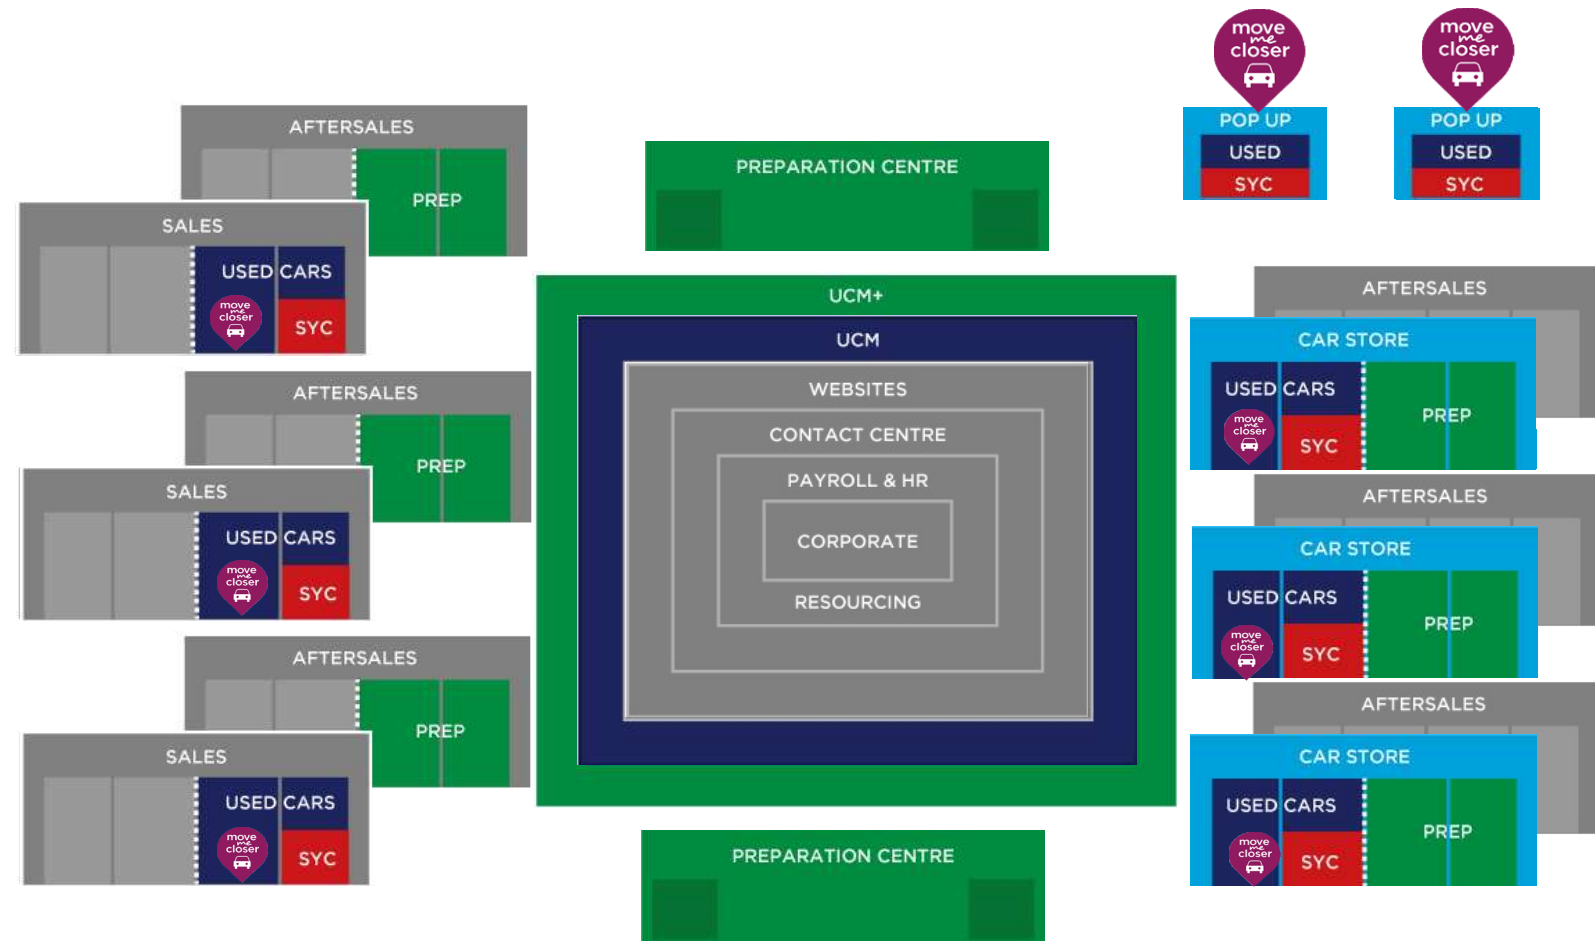 AFTERSALES
PREP
SALES
USED CARS
move
me
closer
SYC
AFTERSALES
PREP
SALES
USED CARS
move
me
closer
SYC
AFTERSALES
PREP
SALES
USED CARS
move
me
closer
SYC
PREPARATION CENTRE
UCM+
UCM
WEBSITES
CONTACT CENTRE
PAYROLL & HR
CORPORATE
RESOURCING
PREPARATION CENTRE
move
me
closer
POP UP
USED
SYC
move
me
closer
POP UP
USED
SYC
AFTERSALES
CAR STORE
USED CARS
move
me
closer
SYC
PREP
AFTERSALES
CAR STORE
USED CARS
move
me
closer
SYC
PREP
AFTERSALES
CAR STORE
USED CARS
move
me
closer
SYC
PREP